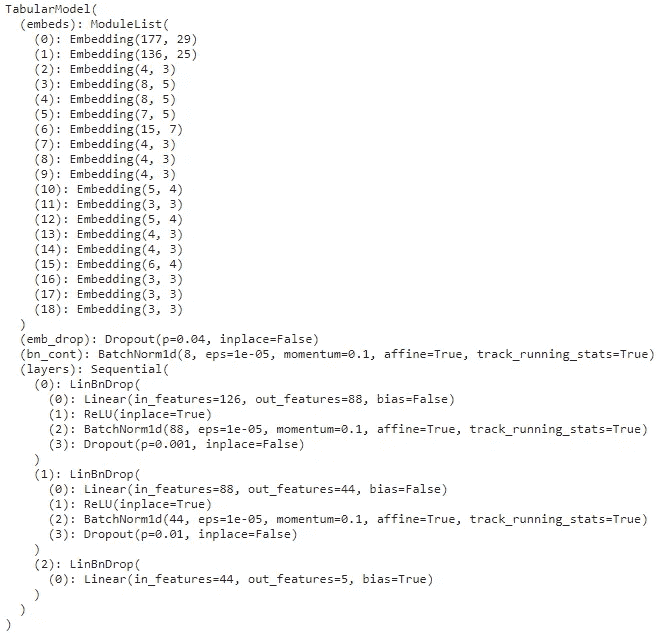 TabularModel(
  (embeds): ModuleList(
    (0): Embedding(177, 29)
    (1): Embedding(136, 25)
    (2): Embedding(4, 3)
    (3): Embedding(8, 5)
    (4): Embedding(8, 5)
    (5): Embedding(7, 5)
    (6): Embedding(15, 7)
    (7): Embedding(4, 3)
    (8): Embedding(4, 3)
    (9): Embedding(4, 3)
    (10): Embedding(5, 4)
    (11): Embedding(3, 3)
    (12): Embedding(5, 4)
    (13): Embedding(4, 3)
    (14): Embedding(4, 3)
    (15): Embedding(6, 4)
    (16): Embedding(3, 3)
    (17): Embedding(3, 3)
    (18): Embedding(3, 3)
  )
  (emb_drop): Dropout(p=0.04, inplace=False)
  (bn_cont): BatchNorm1d(8, eps=1e-05, momentum=0.1, affine=True, track_running_stats=True)
  (layers): Sequential(
    (0): LinBnDrop(
      (0): Linear(in_features=126, out_features=88, bias=False)
      (1): ReLU(inplace=True)
      (2): BatchNorm1d(88, eps=1e-05, momentum=0.1, affine=True, track_running_stats=True)
      (3): Dropout(p=0.001, inplace=False)
    )
    (1): LinBnDrop(
      (0): Linear(in_features=88, out_features=44, bias=False)
      (1): ReLU(inplace=True)
      (2): BatchNorm1d(44, eps=1e-05, momentum=0.1, affine=True, track_running_stats=True)
      (3): Dropout(p=0.01, inplace=False)
    )
    (2): LinBnDrop(
      (0): Linear(in_features=44, out_features=5, bias=True)
    )
  )
)